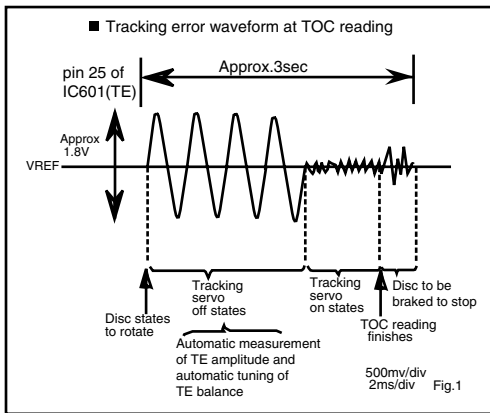 ■ Tracking error waveform at TOC reading
pin 25 of
IC601(TE)
Approx.3sec
Approx
1.8V
VREF
Disc states
to rotate
Tracking
servo
off states
Tracking
servo
on states
Disc to be
braked to stop
TOC reading
finishes
Automatic measurement
of TE amplitude and
automatic tuning of
TE balance
500mv/div
2ms/div
Fig.1